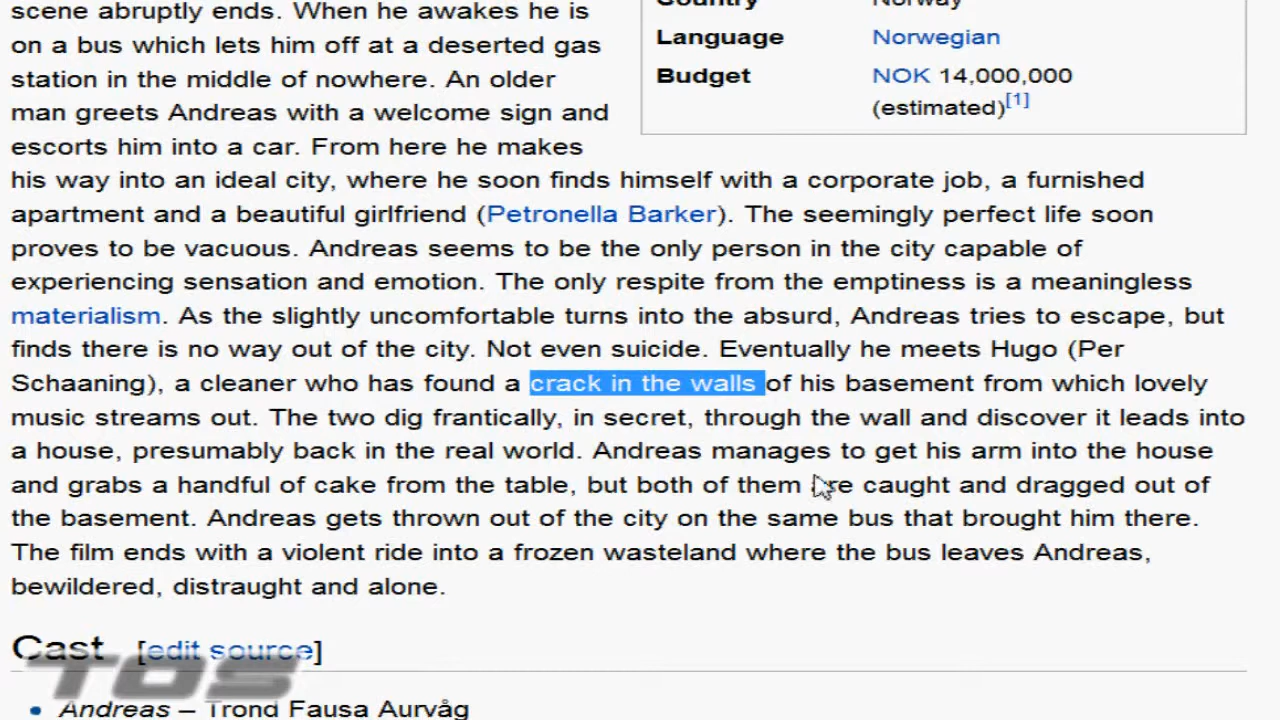 scene abruptly ends. When he awakes he is
on a bus which lets him off at a deserted gas
station in the middle of nowhere. An older
man greets Andreas with a welcome sign and
escorts him into a car. From here he makes
his way into an ideal city, where he soon finds himself with a corporate job, a furnished
apartment and a beautiful girlfriend (Petronella Barker). The seemingly perfect life soon
proves to be vacuous. Andreas seems to be the only person in the city capable of
experiencing sensation and emotion. The only respite from the emptiness is a meaningless
materialism. As the slightly uncomfortable turns into the absurd, Andreas tries to escape, but
finds there is no way out of the city. Not even suicide. Eventually he meets Hugo (Per
Schaaning), a cleaner who has found a crack in the walls of his basement from which lovely
music streams out. The two dig frantically, in secret, through the wall and discover it leads into
a house, presumably back in the real world. Andreas manages to get his arm into the house
and grabs a handful of cake from the table, but both of them are caught and dragged out of
the basement. Andreas gets thrown out of the city on the same bus that brought him there.
The film ends with a violent ride into a frozen wasteland where the bus leaves Andreas,
bewildered, distraught and alone.
Country Norway
Language Norwegian
Budget NOK 14,000,000
(estimated)[1]
Cast [edit source]
TOS
• Andreas – Trond Fausa Aurvåg